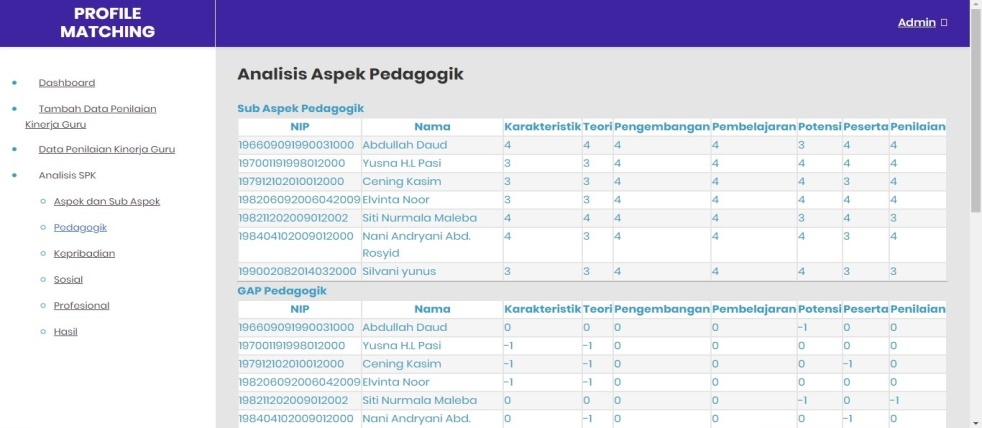 PROFILE
MATCHING
Admin
Dashboard
Tambah Data Penilaian
Kinerja Guru
Data Penilaian Kinerja Guru
Analisis SPK
Aspek dan Sub Aspek
Pedagogik
Kepribadian
Sosial
Profesional
Hasil
Analisis Aspek Pedagogik
Sub Aspek Pedagogik
NIP Nama Karakteristik Teori Pengembangan Pembelajaran Potensi Peserta Penilaian
196609091990031000 Abdullah Daud 4 4 4 4 3 4 4
197001191998012000 Yusna H.L Pasi 3 3 4 4 4 4 4
197912102010012000 Cening Kasim 3 3 4 4 4 3 4
198206092006042009 Elvinta Noor 3 3 4 4 4 4 4
198211202009012002 Siti Nurmala Maleba 4 4 4 4 3 4 3
198404102009012000 Nani Andryani Abd. 4 3 4 4 4 3 4
Rosyid
199002082014032000 Silvani yunus 3 3 4 4 4 3 3
GAP Pedagogik
NIP Nama Karakteristik Teori Pengembangan Pembelajaran Potensi Peserta Penilaian
196609091990031000 Abdullah Daud 0 0 0 0 -1 0 0
197001191998012000 Yusna H.L Pasi -1 -1 0 0 0 0 0
197912102010012000 Cening Kasim -1 -1 0 0 0 -1 0
198206092006042009 Elvinta Noor -1 -1 0 0 0 0 0
198211202009012002 Siti Nurmala Maleba 0 0 0 0 -1 0 -1
198404102009012000 Nani Andryani Abd. 0 -1 0 0 0 -1 0